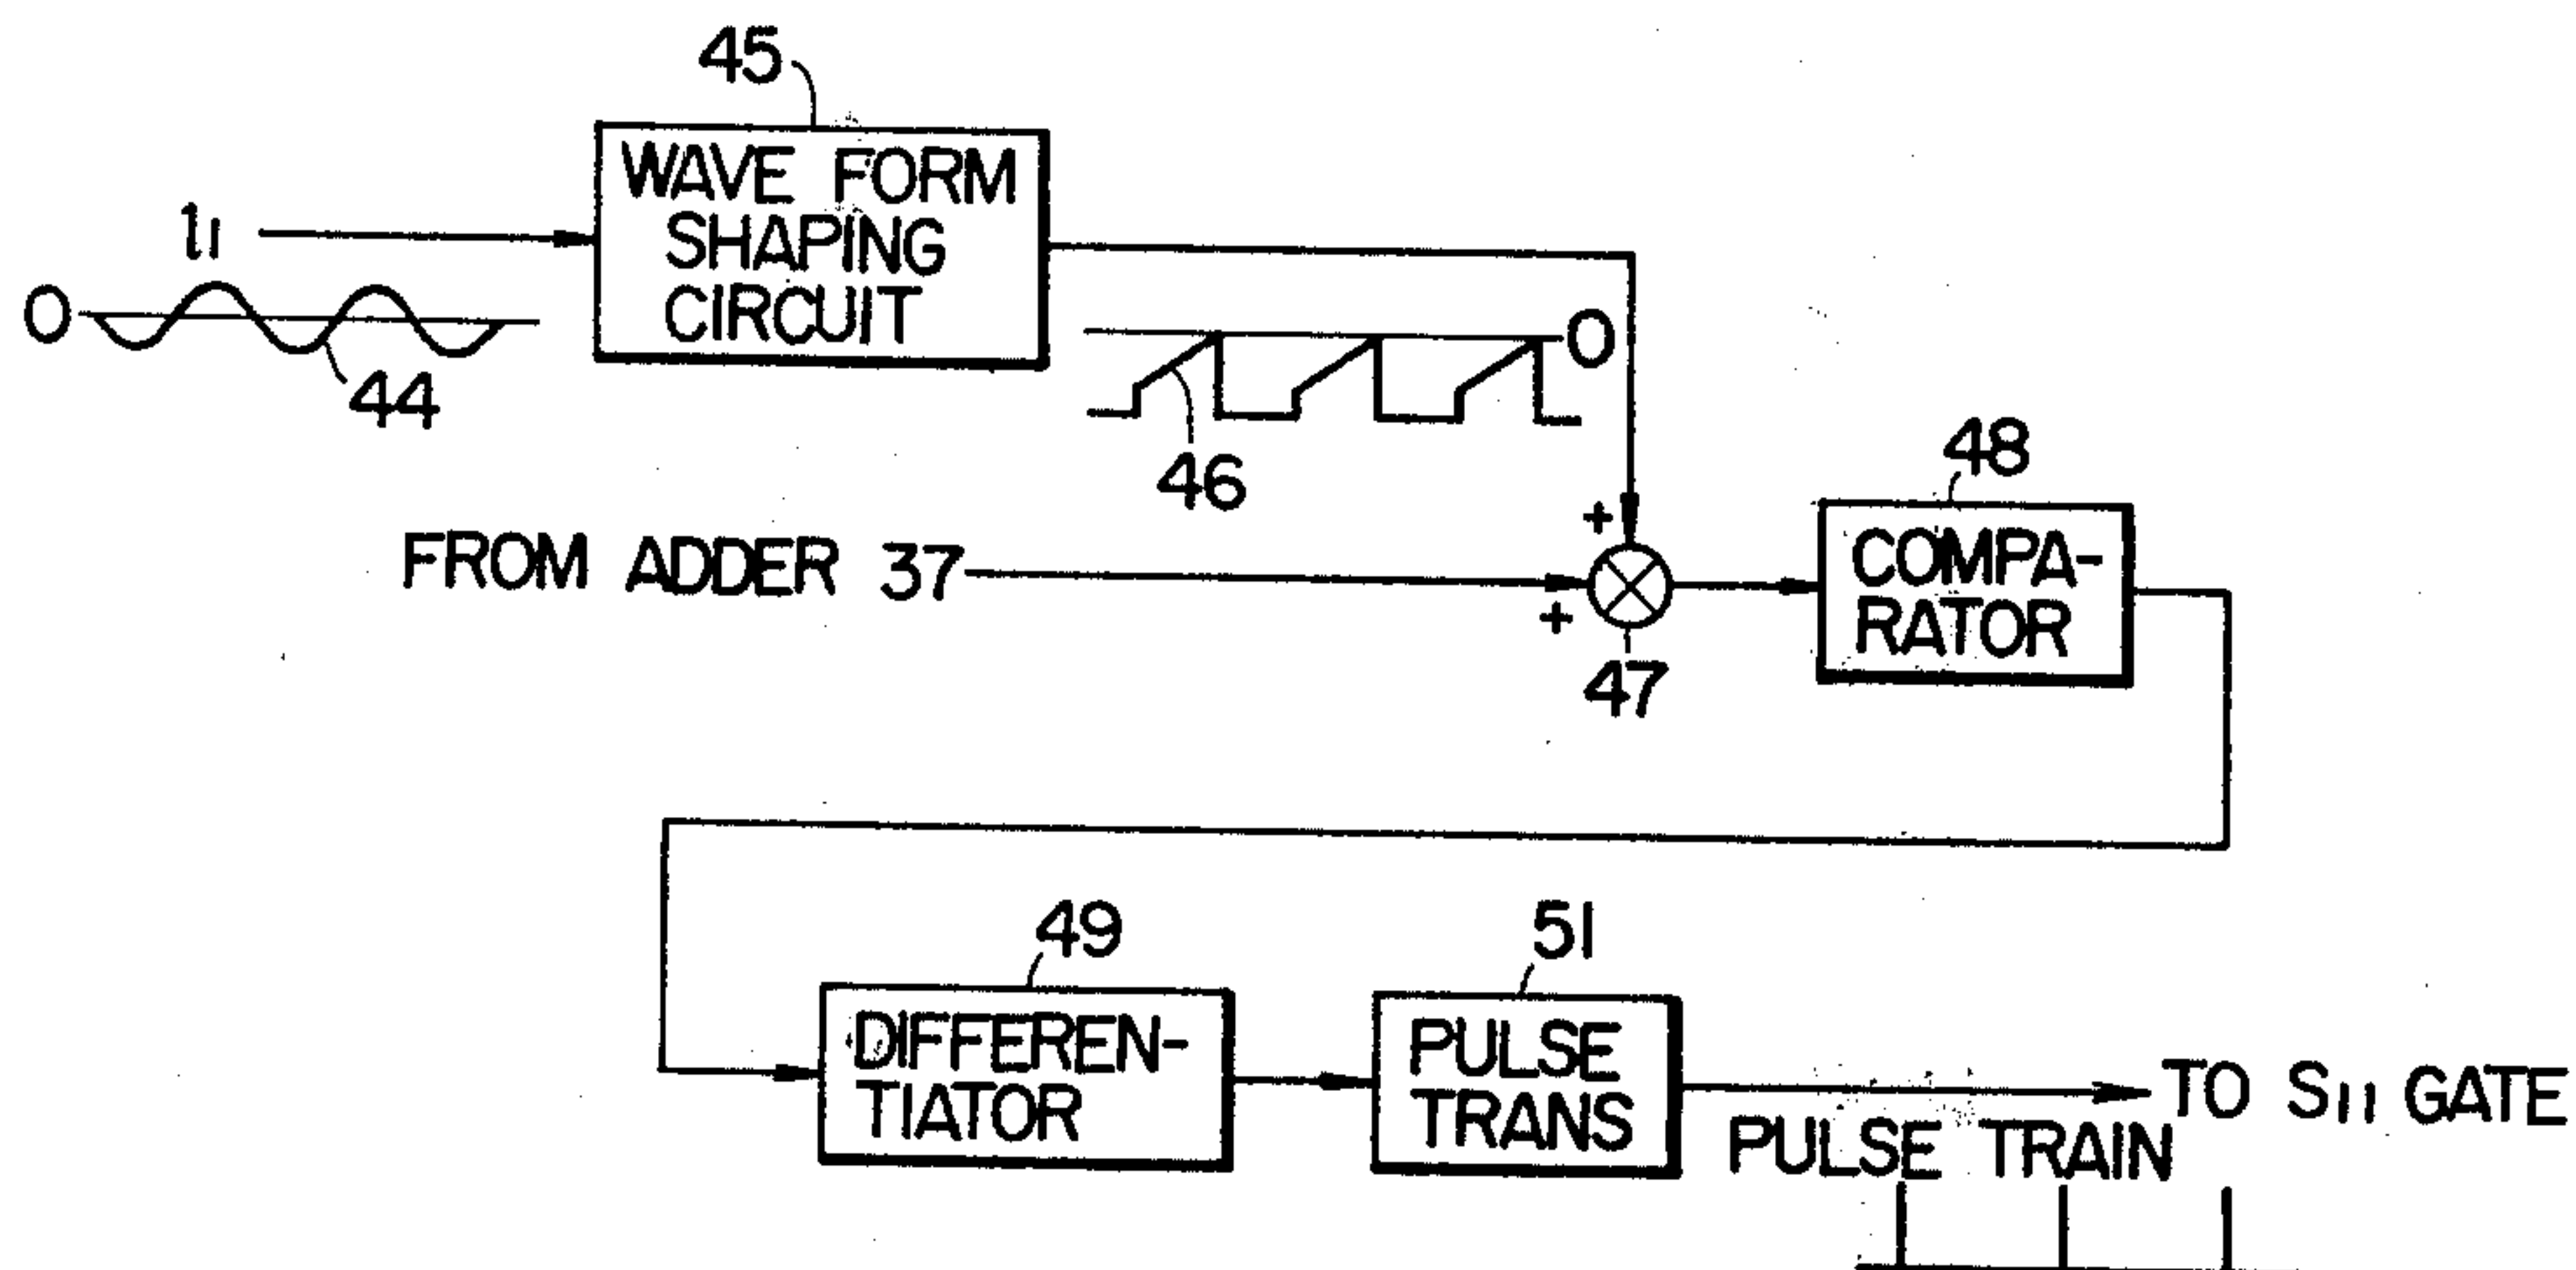 45
WAVE FORM
SHAPING
CIRCUIT
t₁
0
44
0
46
FROM ADDER 37
+
+
47
48
COMPA-
RATOR
49
DIFFEREN-
TIATOR
51
PULSE
TRANS
TO S₁₁ GATE
PULSE TRAIN